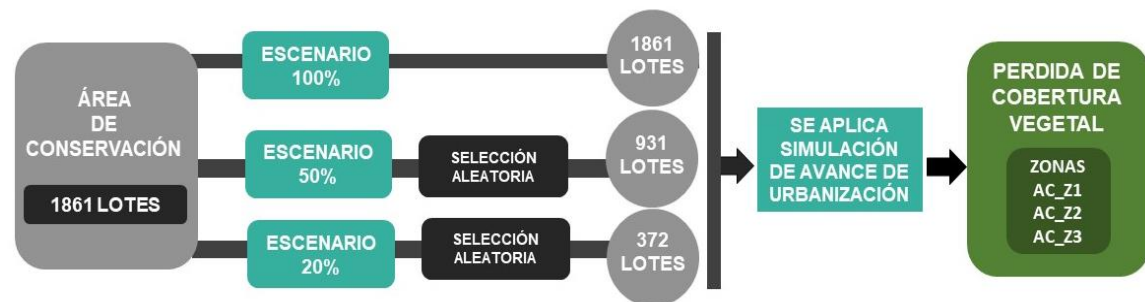 ÁREA
DE
CONSERVACIÓN
1861 LOTES
ESCENARIO
100%
1861
LOTES
ESCENARIO
50%
SELECCIÓN
ALEATORIA
931
LOTES
ESCENARIO
20%
SELECCIÓN
ALEATORIA
372
LOTES
SE APLICA
SIMULACIÓN
DE AVANCE DE
URBANIZACIÓN
PERDIDA DE
COBERTURA
VEGETAL
ZONAS
AC_Z1
AC_Z2
AC_Z3